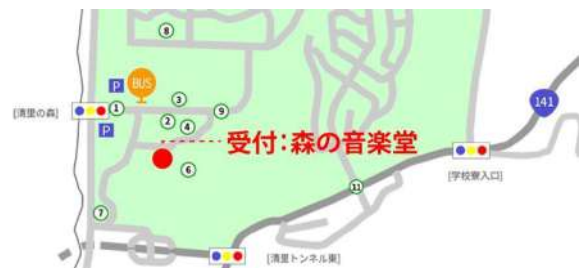 ⑧
P
BUS
③
141
[清里の森]
①
②
④
⑨
P
受付:森の音楽堂
⑥
[学校寮入口]
⑪
⑦
[清里トンネル東]